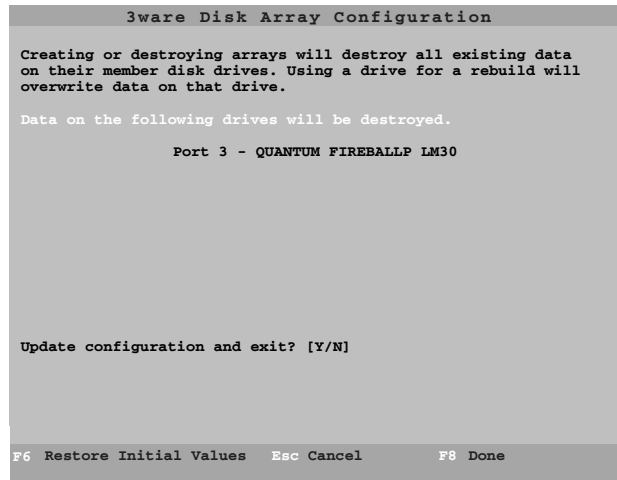 3ware Disk Array Configuration
Creating or destroying arrays will destroy all existing data
on their member disk drives. Using a drive for a rebuild will
overwrite data on that drive.
Data on the following drives will be destroyed.
Port 3 - QUANTUM FIREBALLP LM30
Update configuration and exit? [Y/N]
F6 Restore Initial Values Esc Cancel F8 Done